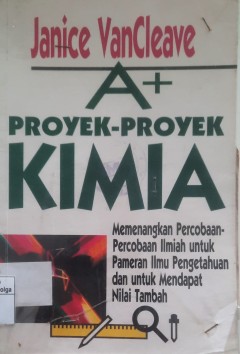 Janice VanCleave
A+
PROYEK-PROYEK
KIMIA
Memenangkan Percobaan-
Percobaan Ilmiah untuk
Pameran Ilmu Pengetahuan
dan untuk Mendapat
Nilai Tambah